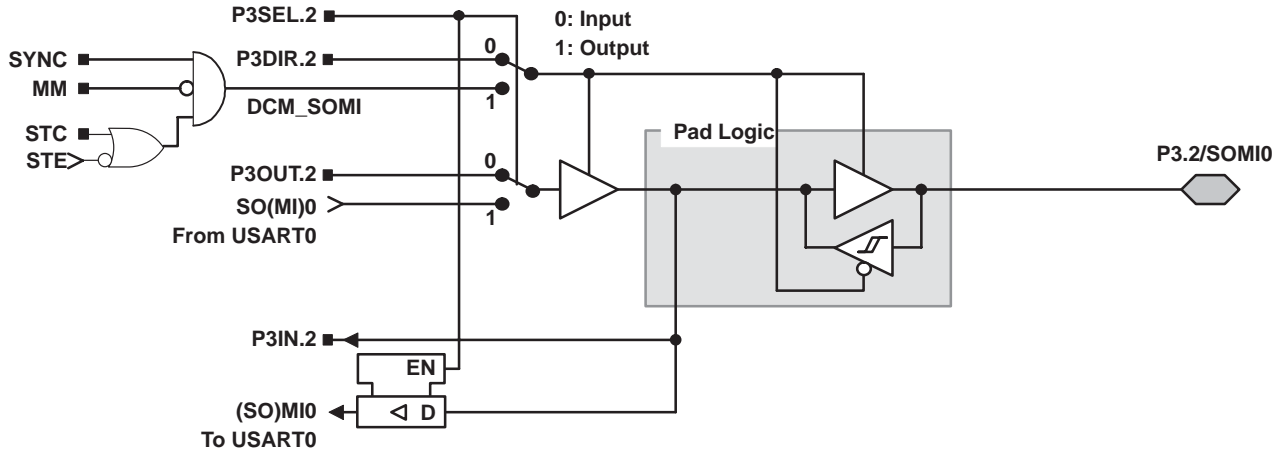 P3SEL.2
0: Input
1: Output
SYNC
P3DIR.2
0
MM
1
DCM_SOMI
STC
STE
Pad Logic
P3.2/SOMI0
P3OUT.2
0
SO(MI)0
1
From USART0
P3IN.2
EN
(SO)MI0
D
To USART0